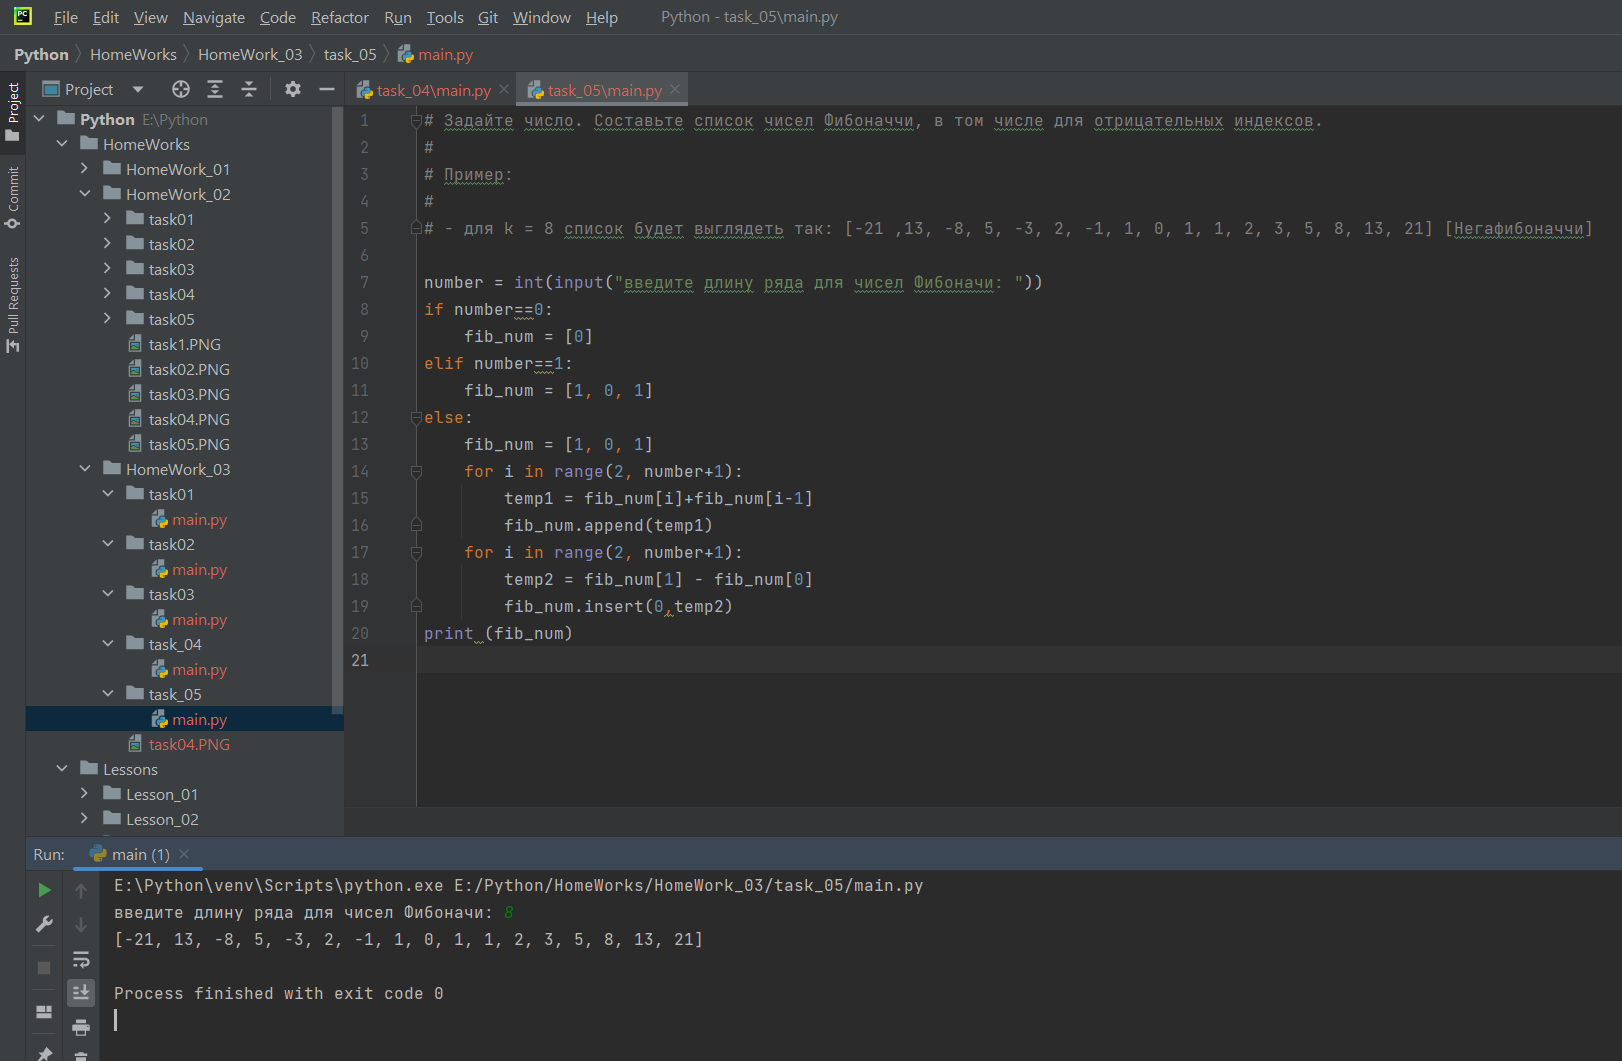 PC File Edit View Navigate Code Refactor Run Tools Git Window Help Python - task_05\main.py
Python HomeWorks HomeWork_03 task_05 main.py
Project
Commit
Pull Requests
Project
Python E:\Python
HomeWorks
HomeWork_01
HomeWork_02
task01
task02
task03
task04
task05
task1.PNG
task02.PNG
task03.PNG
task04.PNG
task05.PNG
HomeWork_03
task01
main.py
task02
main.py
task03
main.py
task_04
main.py
task_05
main.py
task04.PNG
Lessons
Lesson_01
Lesson_02
task_04\main.py task_05\main.py
1 # Задайте число. Составьте список чисел Фибоначчи, в том числе для отрицательных индексов.
2 #
3 # Пример:
4 #
5 # - для k = 8 список будет выглядеть так: [-21 ,13, -8, 5, -3, 2, -1, 1, 0, 1, 1, 2, 3, 5, 8, 13, 21] [Негафибоначчи]
6
7 number = int(input("введите длину ряда для чисел Фибоначи: "))
8 if number==0:
9 fib_num = [0]
10 elif number==1:
11 fib_num = [1, 0, 1]
12 else:
13 fib_num = [1, 0, 1]
14 for i in range(2, number+1):
15 temp1 = fib_num[i]+fib_num[i-1]
16 fib_num.append(temp1)
17 for i in range(2, number+1):
18 temp2 = fib_num[1] - fib_num[0]
19 fib_num.insert(0,temp2)
20 print (fib_num)
21
Run: main (1)
E:\Python\venv\Scripts\python.exe E:/Python/HomeWorks/HomeWork_03/task_05/main.py
введите длину ряда для чисел Фибоначи: 8
[-21, 13, -8, 5, -3, 2, -1, 1, 0, 1, 1, 2, 3, 5, 8, 13, 21]
Process finished with exit code 0